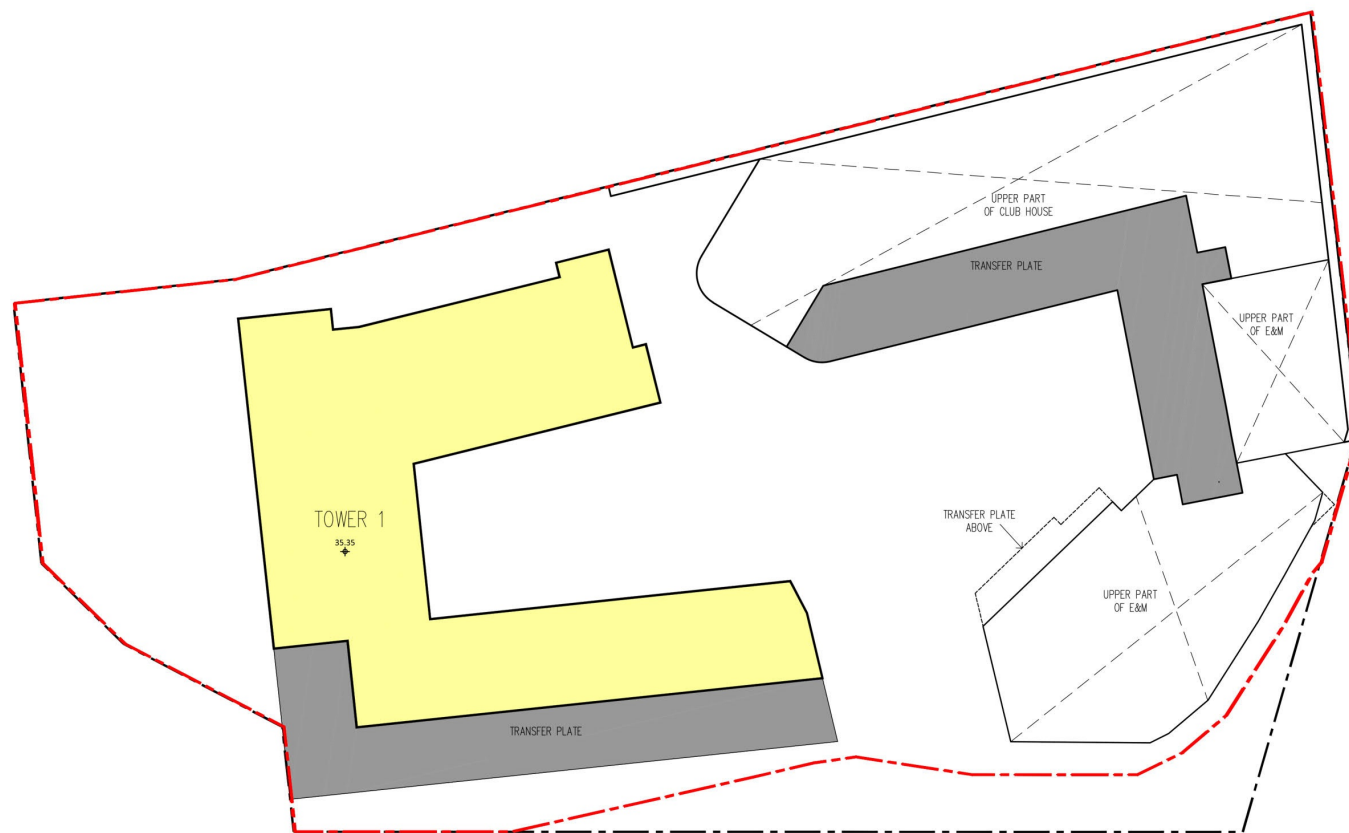 UPPER PART
OF CLUB HOUSE
TRANSFER PLATE
UPPER PART
OF E&M
TOWER 1
35.35
TRANSFER PLATE
ABOVE
UPPER PART
OF E&M
TRANSFER PLATE